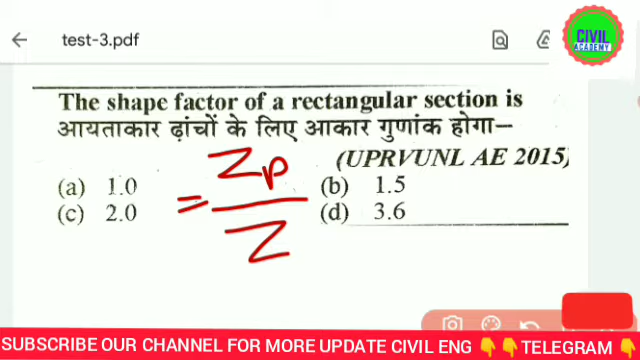 test-3.pdf
CIVIL
ACADEMY
The shape factor of a rectangular section is
आयताकार ढ़ांचों के लिए आकार गुणांक होगा–
(UPRVUNL AE 2015)
(a) 1.0 (b) 1.5
(c) 2.0 (d) 3.6
= Zp
Z
SUBSCRIBE OUR CHANNEL FOR MORE UPDATE CIVIL ENG 👇👇TELEGRAM 👇